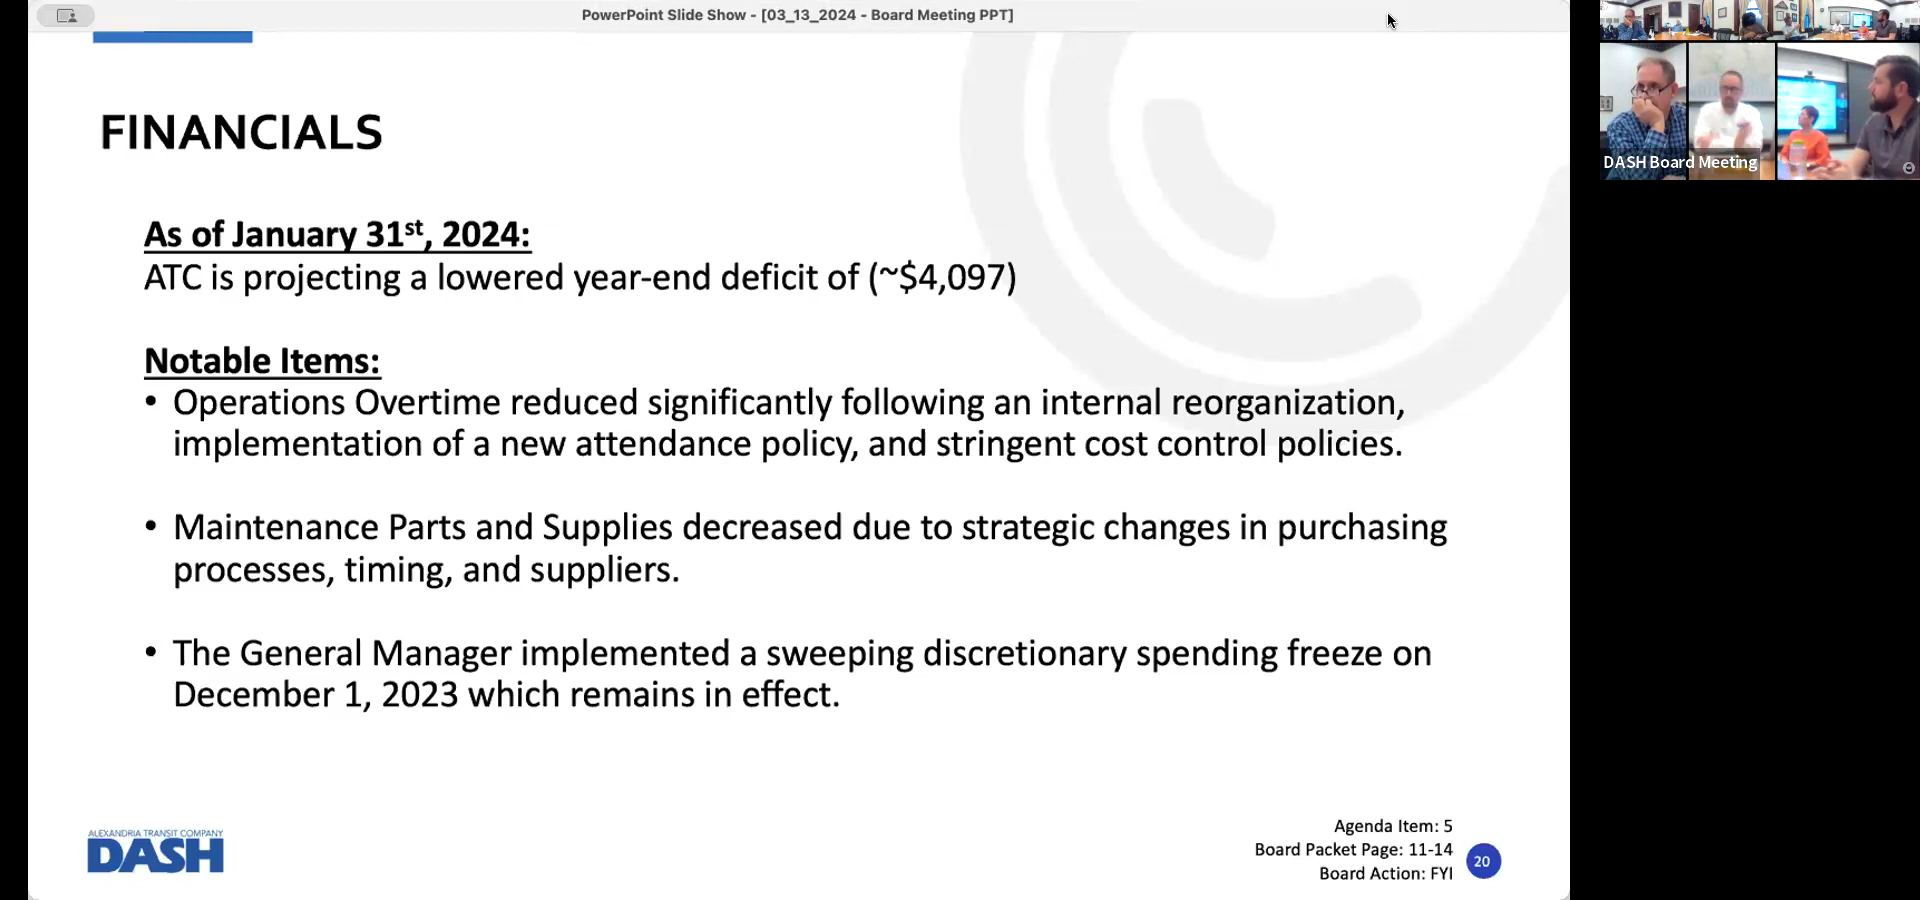 PowerPoint Slide Show - [03_13_2024 - Board Meeting PPT]
FINANCIALS
As of January 31st, 2024:
ATC is projecting a lowered year-end deficit of (~$4,097)
Notable Items:
• Operations Overtime reduced significantly following an internal reorganization,
implementation of a new attendance policy, and stringent cost control policies.
• Maintenance Parts and Supplies decreased due to strategic changes in purchasing
processes, timing, and suppliers.
• The General Manager implemented a sweeping discretionary spending freeze on
December 1, 2023 which remains in effect.
ALEXANDRIA TRANSIT COMPANY
DASH
Agenda Item: 5
Board Packet Page: 11-14
Board Action: FYI
20
DASH Board Meeting